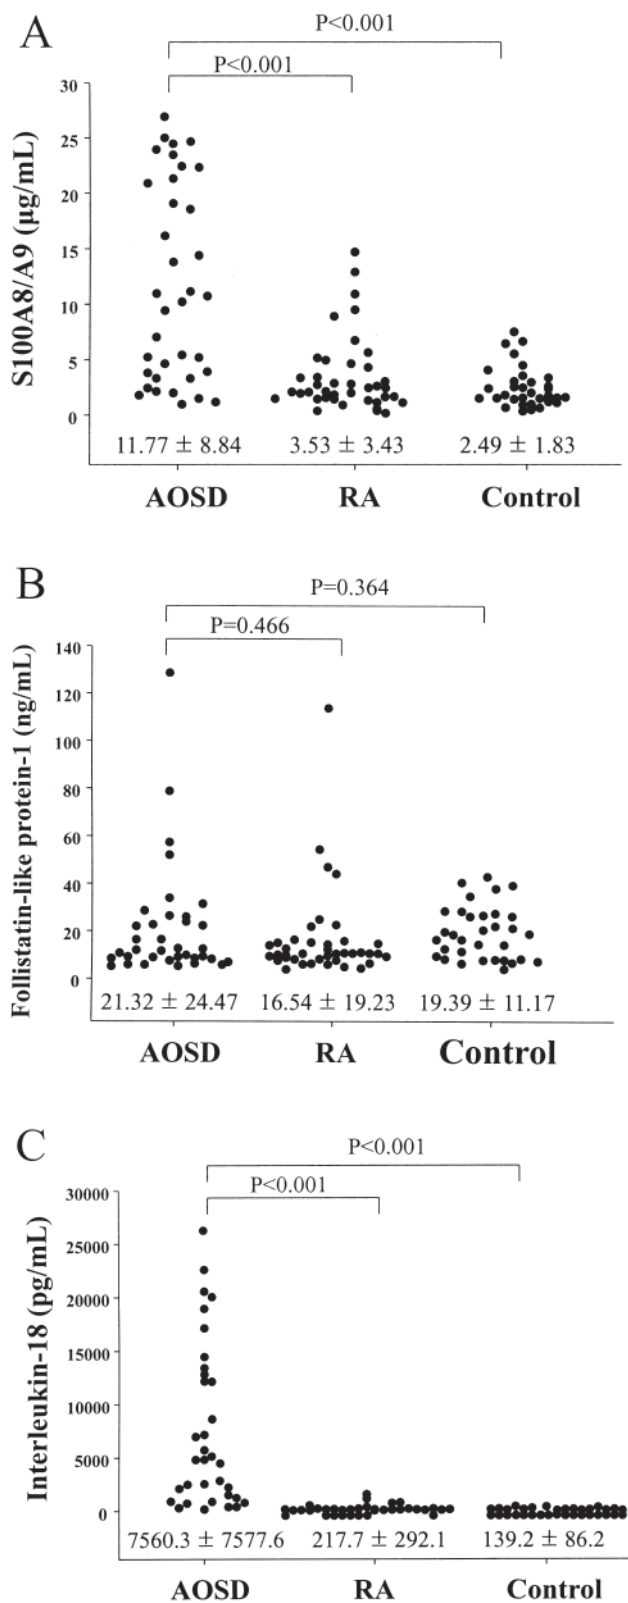 A
P<0.001
P<0.001
S100A8/A9 (µg/mL)
30
25
20
15
10
5
0
11.77 ± 8.84 3.53 ± 3.43 2.49 ± 1.83
AOSD RA Control
B
P=0.364
P=0.466
Follistatin-like protein-1 (ng/mL)
140
120
100
80
60
40
20
0
21.32 ± 24.47 16.54 ± 19.23 19.39 ± 11.17
AOSD RA Control
C
P<0.001
P<0.001
Interleukin-18 (pg/mL)
30000
25000
20000
15000
10000
5000
0
7560.3 ± 7577.6 217.7 ± 292.1 139.2 ± 86.2
AOSD RA Control